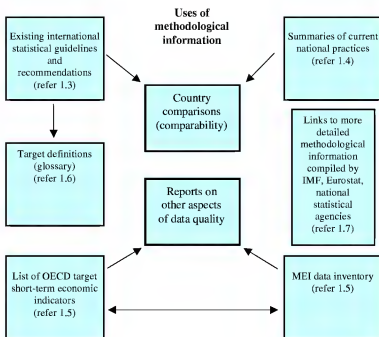 Uses of
methodological
information
Existing international
statistical guidelines
and
recommendations
(refer 1.3)
Summaries of current
national practices
(refer 1.4)
Country
comparisons
(comparability)
Target definitions
(glossary)
(refer 1.6)
Links to more
detailed
methodological
information
compiled by
IMF, Eurostat,
national
statistical
agencies
(refer 1.7)
Reports on
other aspects
of data quality
List of OECD target
short-term economic
indicators
(refer 1.5)
MEI data inventory
(refer 1.5)